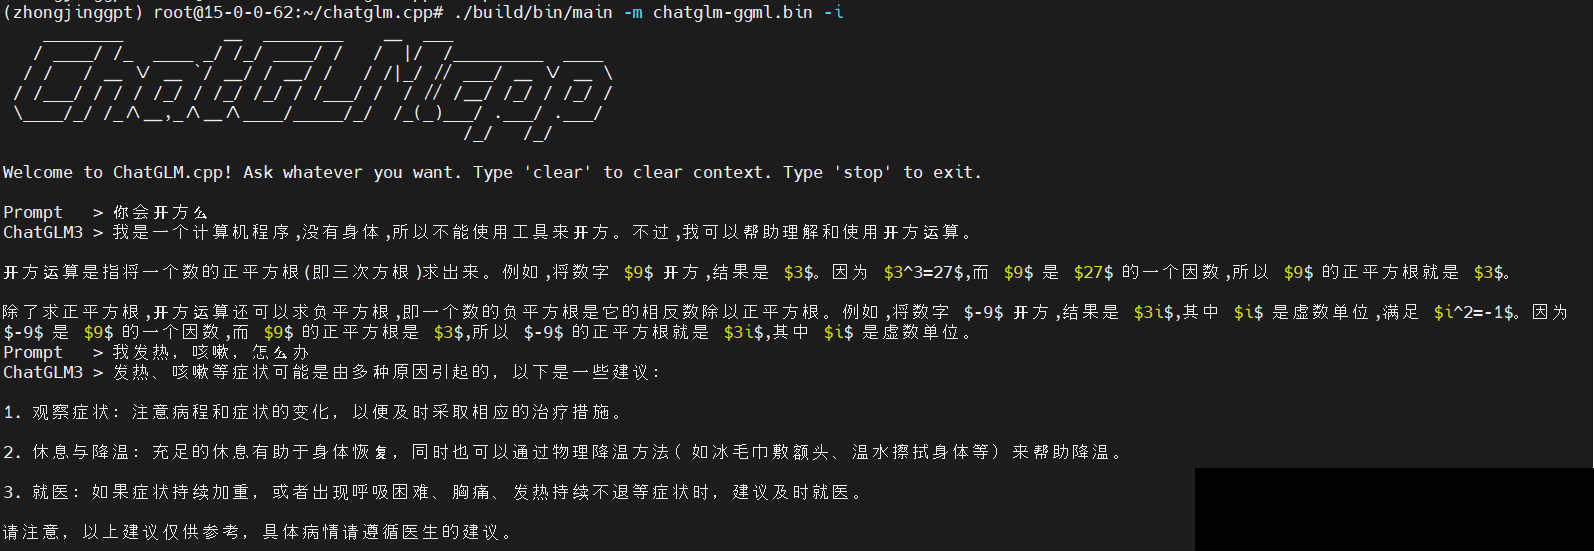 (zhongjinggpt) root@15-0-0-62:~/chatglm.cpp# ./build/bin/main -m chatglm-ggml.bin -i
ChatGLM.cpp
Welcome to ChatGLM.cpp! Ask whatever you want. Type 'clear' to clear context. Type 'stop' to exit.
Prompt   > 你会开方么
ChatGLM3 > 我是一个计算机程序,没有身体,所以不能使用工具来开方。不过,我可以帮助理解和使用开方运算。
开方运算是指将一个数的正平方根(即三次方根)求出来。例如,将数字 $9$ 开方,结果是 $3$。因为 $3^3=27$,而 $9$ 是 $27$ 的一个因数,所以 $9$ 的正平方根就是 $3$。
除了求正平方根,开方运算还可以求负平方根,即一个数的负平方根是它的相反数除以正平方根。例如,将数字 $-9$ 开方,结果是 $3i$,其中 $i$ 是虚数单位,满足 $i^2=-1$。因为
$-9$ 是 $9$ 的一个因数,而 $9$ 的正平方根是 $3$,所以 $-9$ 的正平方根就是 $3i$,其中 $i$ 是虚数单位。
Prompt   > 我发热，咳嗽，怎么办
ChatGLM3 > 发热、咳嗽等症状可能是由多种原因引起的，以下是一些建议：
1. 观察症状：注意病程和症状的变化，以便及时采取相应的治疗措施。
2. 休息与降温：充足的休息有助于身体恢复，同时也可以通过物理降温方法（如冰毛巾敷额头、温水擦拭身体等）来帮助降温。
3. 就医：如果症状持续加重，或者出现呼吸困难、胸痛、发热持续不退等症状时，建议及时就医。
请注意，以上建议仅供参考，具体病情请遵循医生的建议。